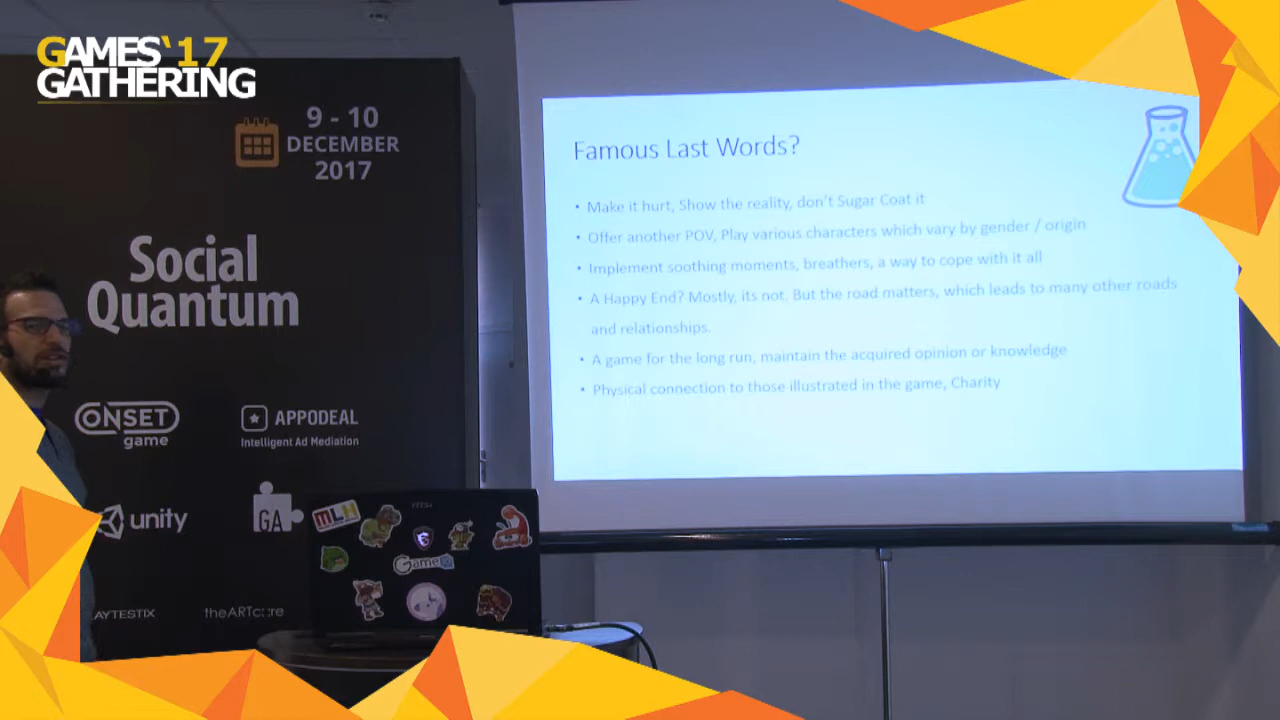 GAMES‘17
GATHERING
9 - 10
DECEMBER
2017
Social
Quantum
ONSET
game
APPODEAL
Intelligent Ad Mediation
unity
GA
AYTESTIX
theARTcore
MLH
Game
Famous Last Words?
• Make it hurt, Show the reality, don't Sugar Coat it
• Offer another POV, Play various characters which vary by gender / origin
• Implement soothing moments, breathers, a way to cope with it all
• A Happy End? Mostly, its not. But the road matters, which leads to many other roads
and relationships.
• A game for the long run, maintain the acquired opinion or knowledge
• Physical connection to those illustrated in the game, Charity